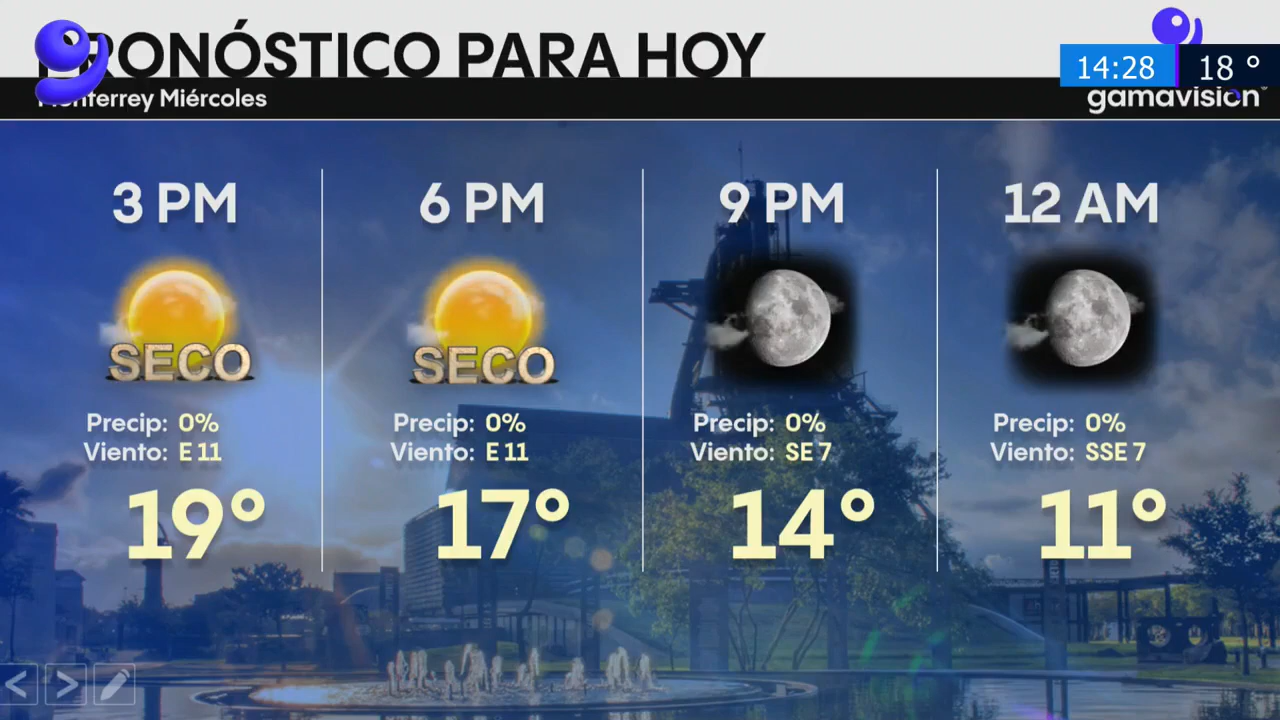 PRONÓSTICO PARA HOY
14:28 18 °
Monterrey Miércoles
gamavision
3 PM 6 PM 9 PM 12 AM
SECO SECO
Precip: 0% Precip: 0% Precip: 0% Precip: 0%
Viento: E 11 Viento: E 11 Viento: SE 7 Viento: SSE 7
19° 17° 14° 11°